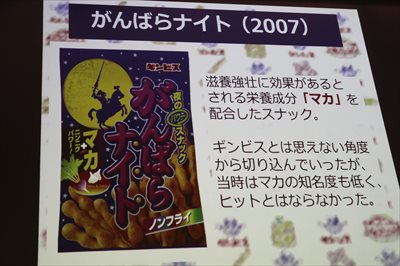 がんばらナイト（2007）
滋養強壮に効果があると
される栄養成分「マカ」を
配合したスナック。
ギンビスとは思えない角度
から切り込んでいったが、
当時はマカの知名度も低く、
ヒットとはならなかった。
ギンビス
夜のパワースナック
がんばら
ナイト
マカ
+
ニンニク
パワー!
ノンフライ